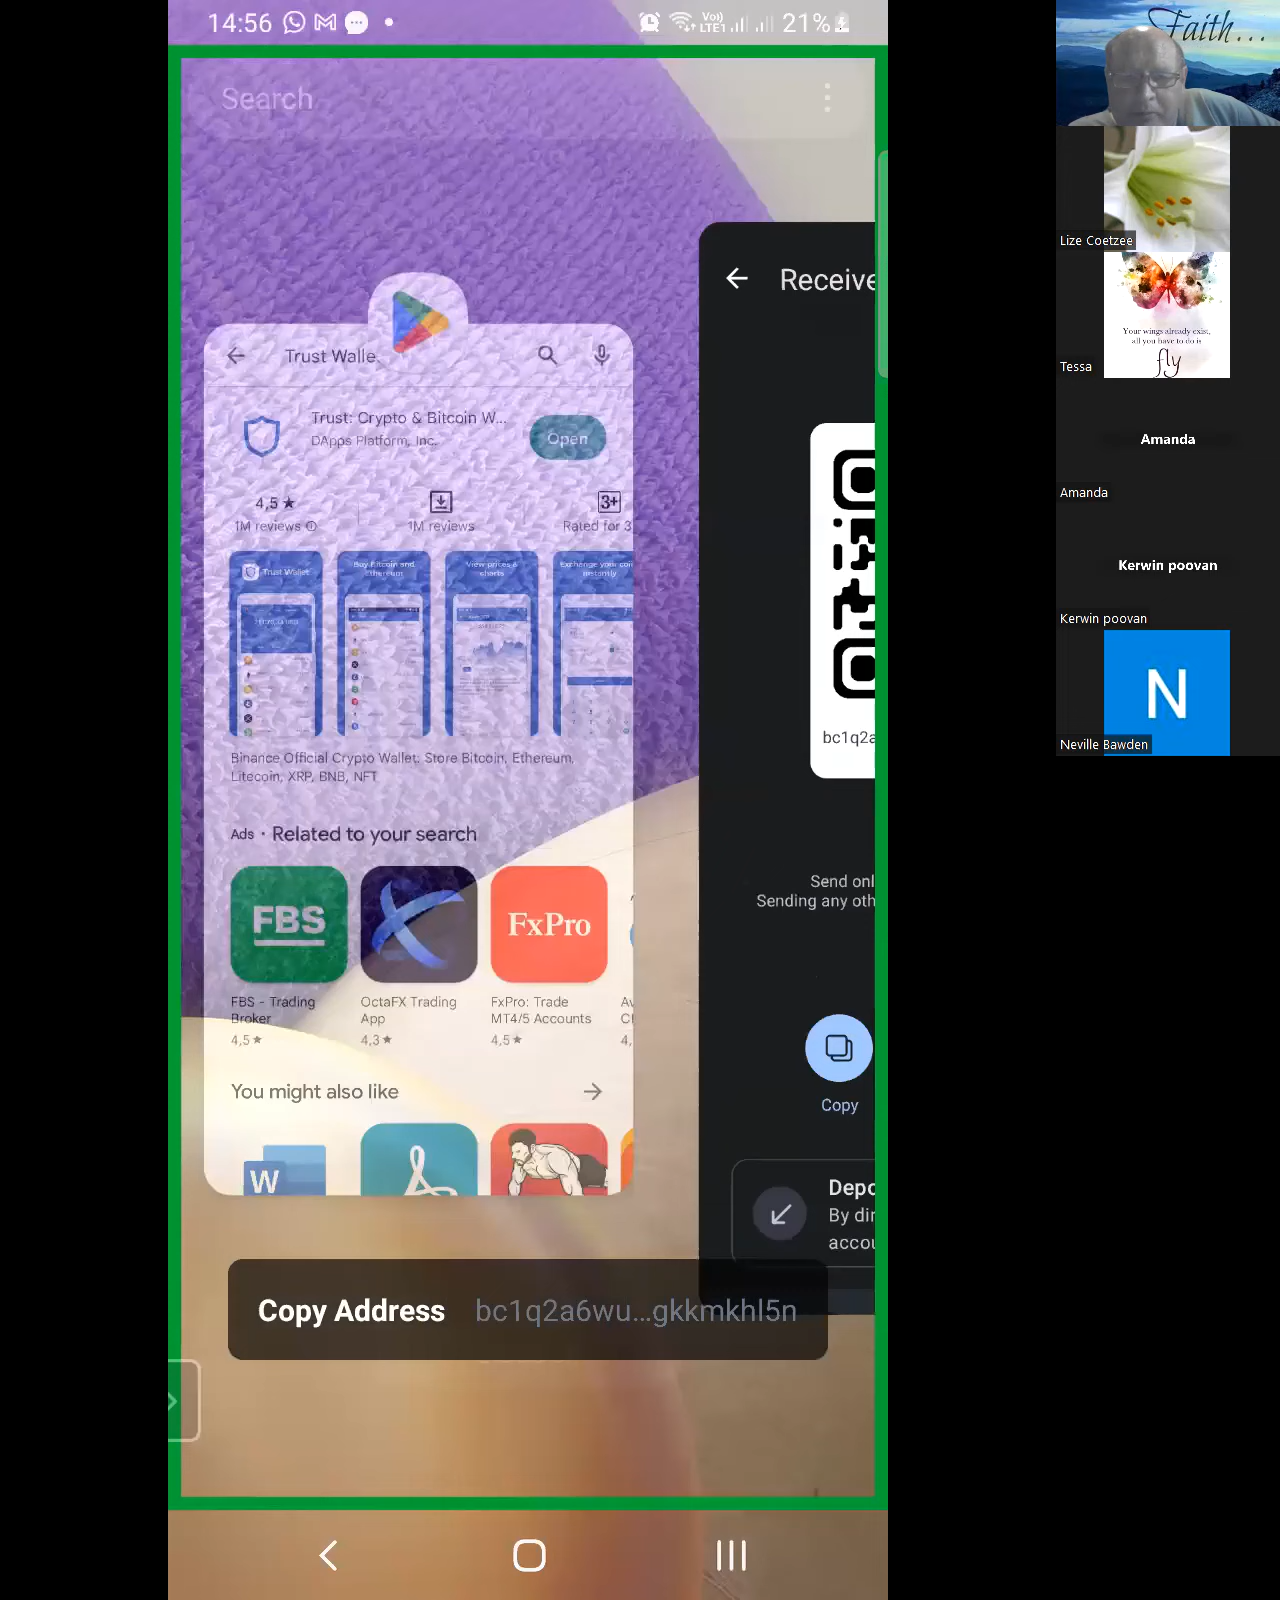 14:56
Vo)
LTE1
21%
Search
Trust Walle
Trust: Crypto & Bitcoin W...
DApps Platform, Inc.
Open
4,5 ★
1M reviews
1M reviews
3+
Rated for 3
Trust Wallet
Buy Bitcoin and
Ethereum
View prices &
charts
Exchange your coin
instantly
Binance Official Crypto Wallet: Store Bitcoin, Ethereum,
Litecoin, XRP, BNB, NFT
Ads • Related to your search
FBS
FxPro
FBS - Trading
Broker
4,5 ★
OctaFX Trading
App
4,3 ★
FxPro: Trade
MT4/5 Accounts
4,5 ★
You might also like
W
Receive
bc1q2a
Send onl
Sending any oth
Copy
Depo
By dir
accou
Copy Address bc1q2a6wu...gkkmkhl5n
Faith...
Lize Coetzee
Your wings already exist,
all you have to do is
fly
Tessa
Amanda
Amanda
Kerwin poovan
Kerwin poovan
N
Neville Bawden